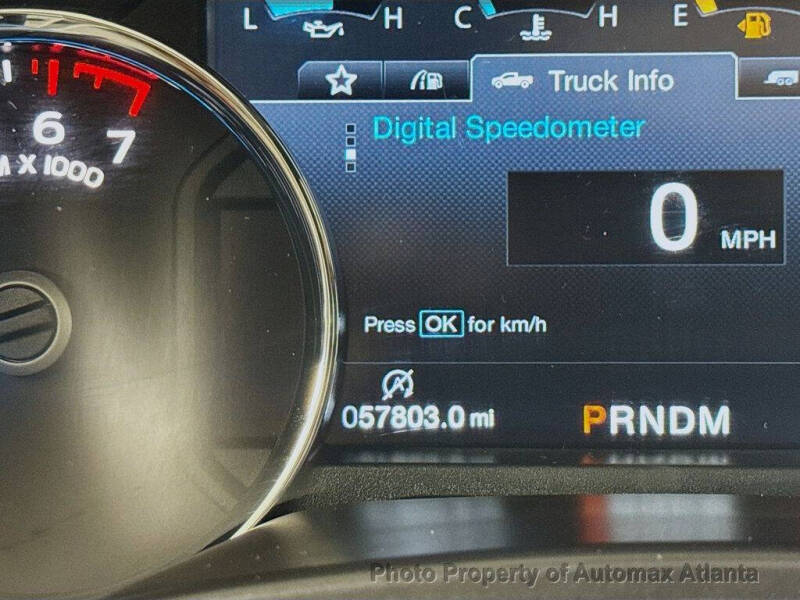 L H C H E
Truck Info
Digital Speedometer
6
7
0 MPH
M X 1000
Press OK for km/h
A
057803.0 mi
PRNDM
Photo Property of Automax Atlanta